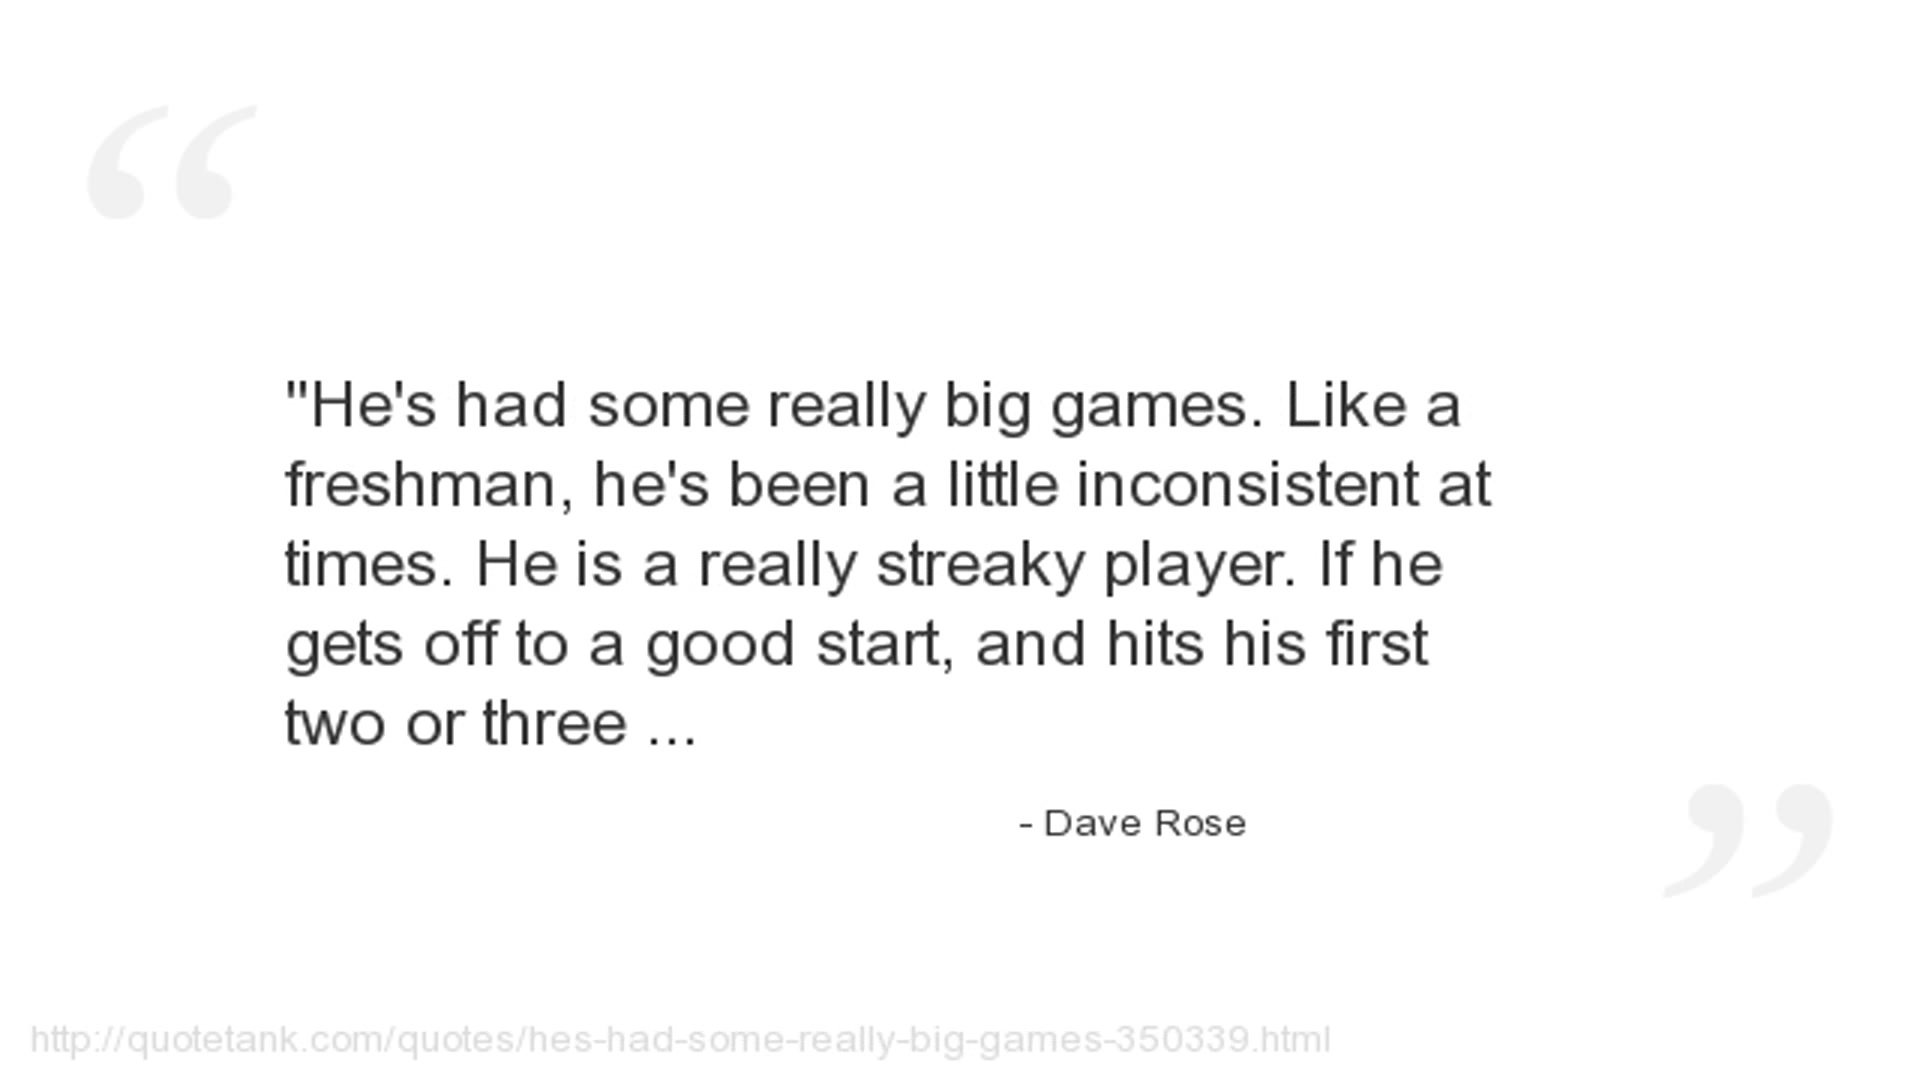 "He's had some really big games. Like a
freshman, he's been a little inconsistent at
times. He is a really streaky player. If he
gets off to a good start, and hits his first
two or three ...
- Dave Rose
http://quotetank.com/quotes/hes-had-some-really-big-games-350339.html